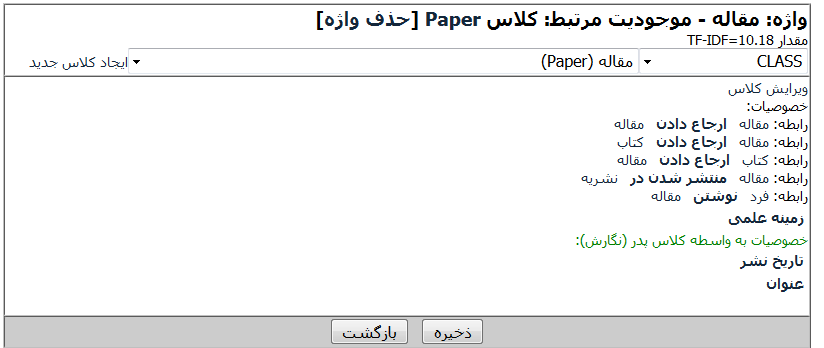 واژه: مقاله - موجودیت مرتبط: کلاس Paper [حذف واژه]
مقدار TF-IDF=10.18
CLASS مقاله (Paper) ایجاد کلاس جدید
ویرایش کلاس
خصوصیات:
رابطه: مقاله ارجاع دادن مقاله
رابطه: مقاله ارجاع دادن کتاب
رابطه: کتاب ارجاع دادن مقاله
رابطه: مقاله منتشر شدن در نشریه
رابطه: فرد نوشتن مقاله
زمینه علمی
خصوصیات به واسطه کلاس پدر (نگارش):
تاریخ نشر
عنوان
ذخیره بازگشت